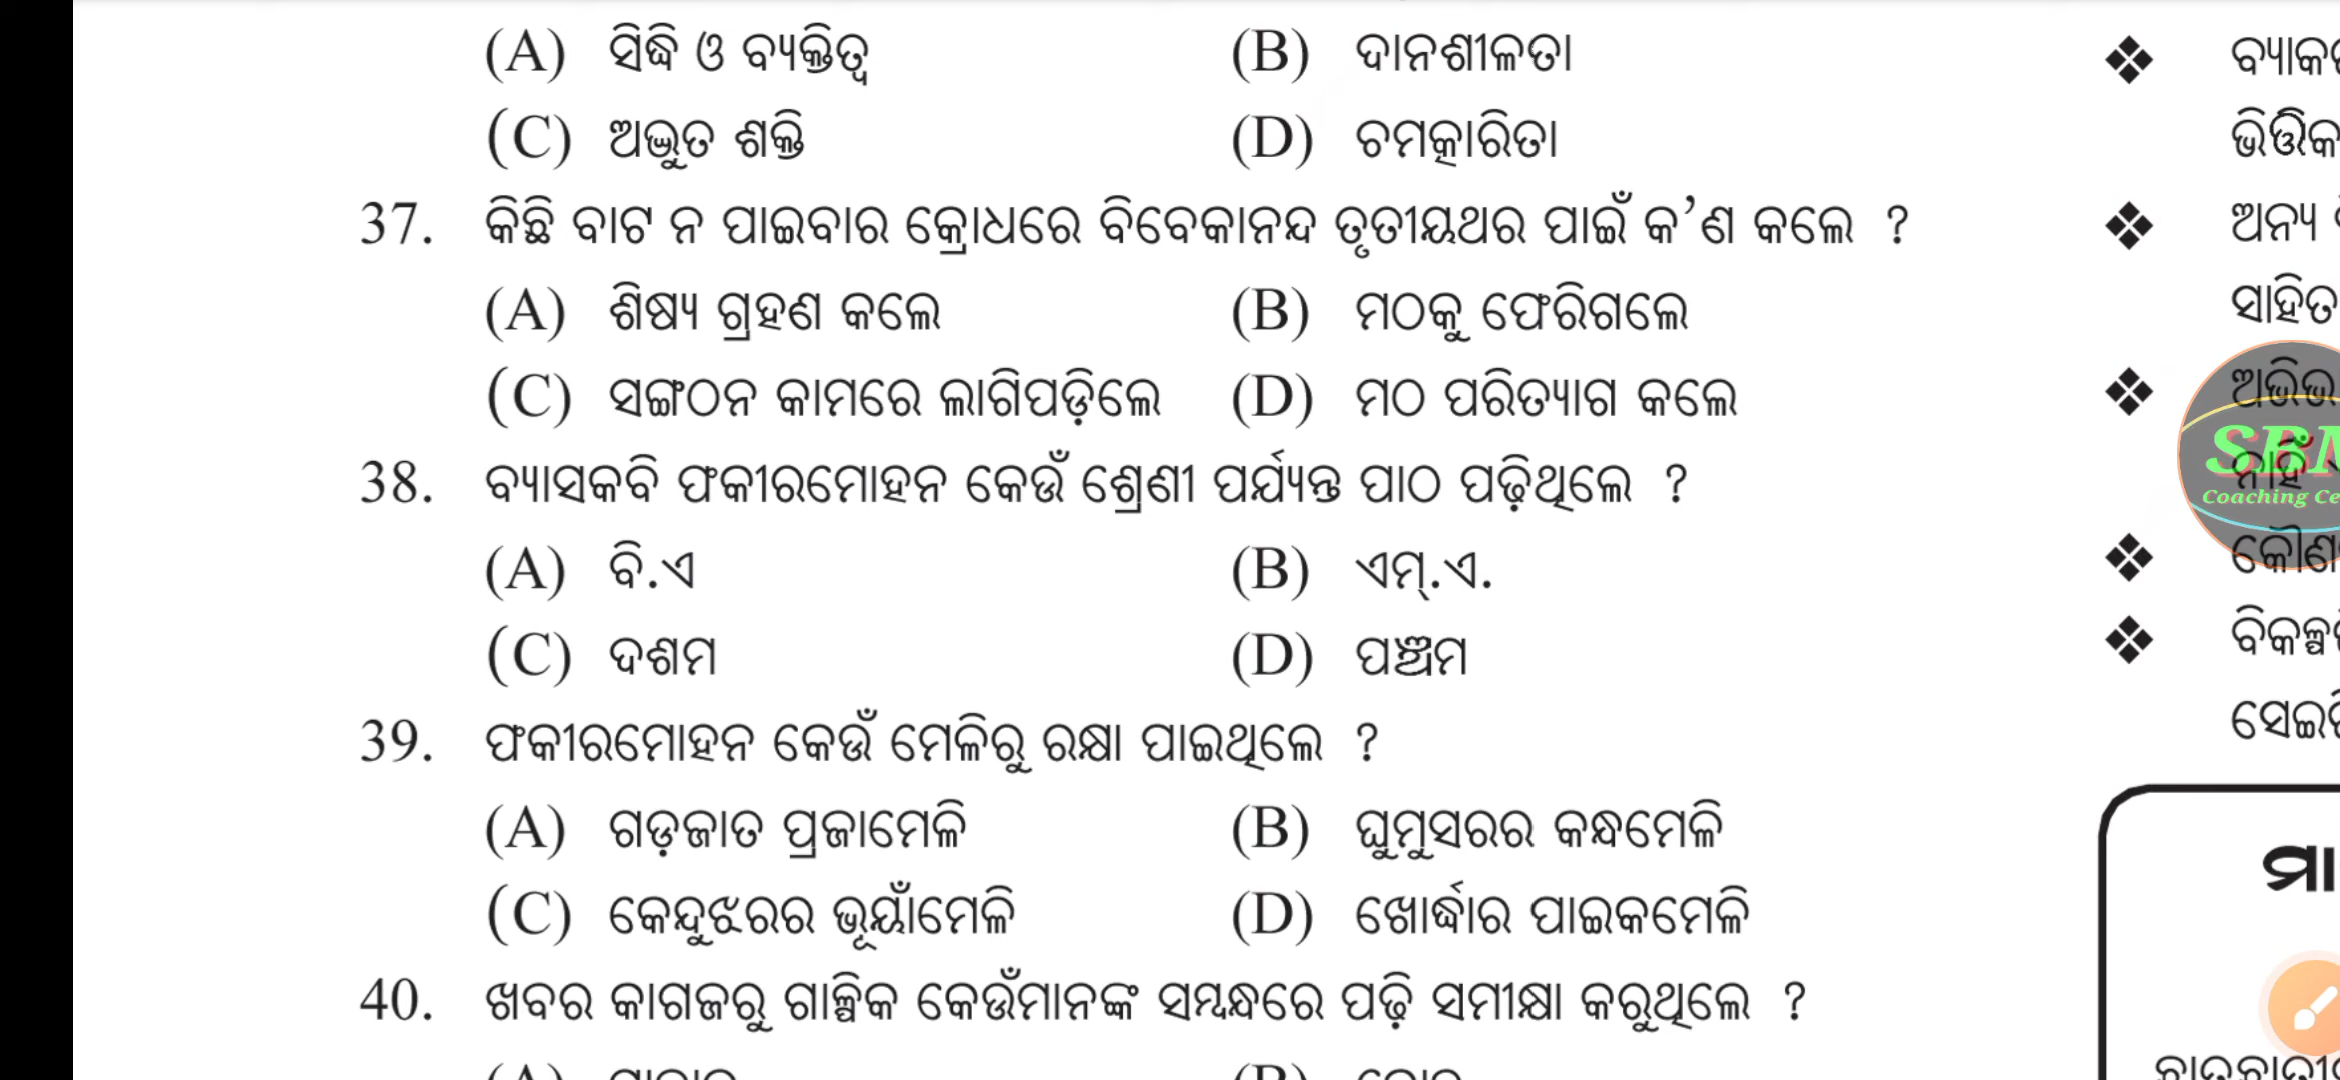 (A) ସିଦ୍ଧି ଓ ବ୍ୟକ୍ତିତ୍ୱ (B) ଦାନଶୀଳତା
(C) ଅଦ୍ଭୁତ ଶକ୍ତି (D) ଚମତ୍କାରିତା
37. କିଛି ବାଟ ନ ପାଇବାର କ୍ରୋଧରେ ବିବେକାନନ୍ଦ ତୃତୀୟଥର ପାଇଁ କ'ଣ କଲେ ?
(A) ଶିଷ୍ୟ ଗ୍ରହଣ କଲେ (B) ମଠକୁ ଫେରିଗଲେ
(C) ସଙ୍ଗଠନ କାମରେ ଲାଗିପଡ଼ିଲେ (D) ମଠ ପରିତ୍ୟାଗ କଲେ
38. ବ୍ୟାସକବି ଫକୀରମୋହନ କେଉଁ ଶ୍ରେଣୀ ପର୍ଯ୍ୟନ୍ତ ପାଠ ପଢ଼ିଥିଲେ ?
(A) ବି.ଏ (B) ଏମ୍.ଏ.
(C) ଦଶମ (D) ପଞ୍ଚମ
39. ଫକୀରମୋହନ କେଉଁ ମେଳିରୁ ରକ୍ଷା ପାଇଥିଲେ ?
(A) ଗଡ଼ଜାତ ପ୍ରଜାମେଳି (B) ଘୁମୁସରର କନ୍ଧମେଳି
(C) କେନ୍ଦୁଝରର ଭୂୟାଁମେଳି (D) ଖୋର୍ଦ୍ଧାର ପାଇକମେଳି
40. ଖବର କାଗଜରୁ ଗାଳ୍ପିକ କେଉଁମାନଙ୍କ ସମ୍ବନ୍ଧରେ ପଢ଼ି ସମୀକ୍ଷା କରୁଥିଲେ ?
(A)
(B)
ଅନ୍ୟ
ନାହିଁ
SBM
Coaching Ce